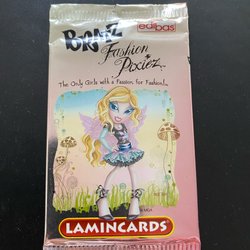 BRATZ
edibas
Fashion
Pixiez
The Only Girls with a Passion for Fashion!
LAMINCARDS